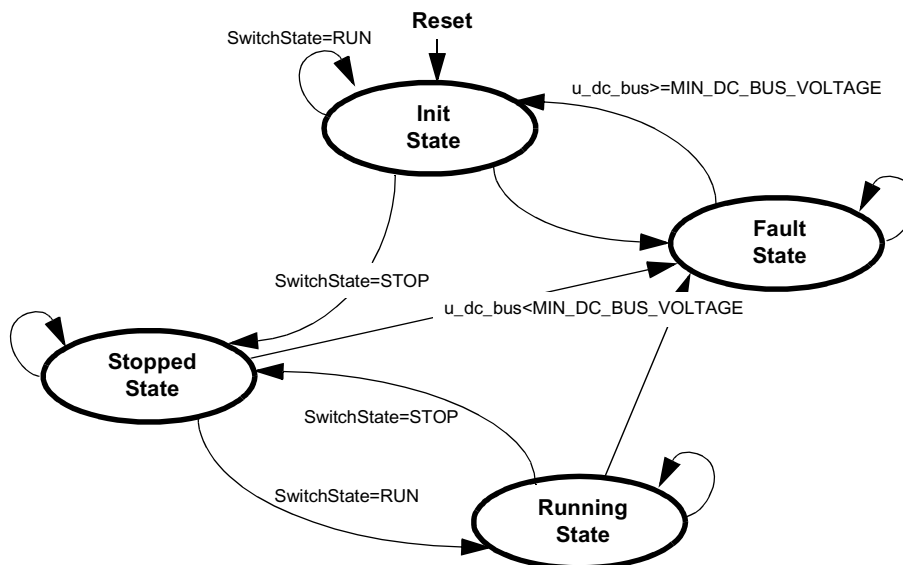 Reset
SwitchState=RUN
u_dc_bus>=MIN_DC_BUS_VOLTAGE
Init
State
Fault
State
SwitchState=STOP
u_dc_bus<MIN_DC_BUS_VOLTAGE
Stopped
State
SwitchState=STOP
SwitchState=RUN
Running
State